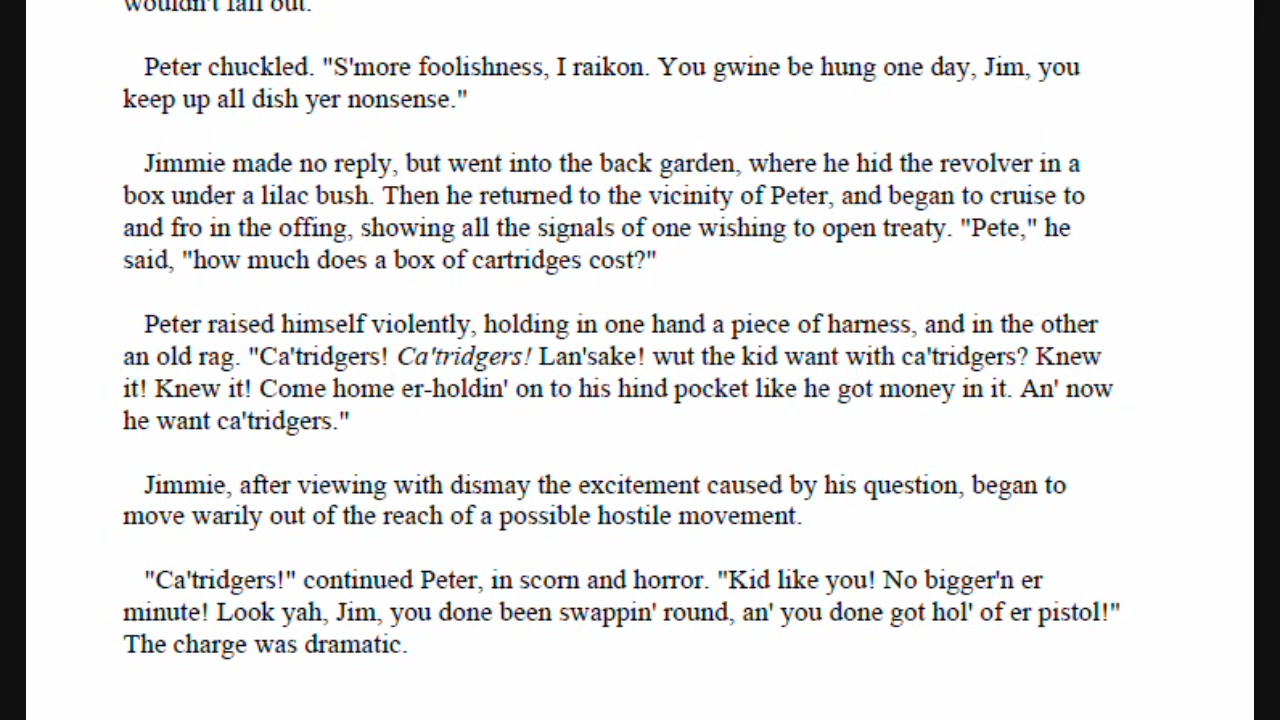 wouldn't fall out.
Peter chuckled. "S'more foolishness, I raikon. You gwine be hung one day, Jim, you
keep up all dish yer nonsense."
Jimmie made no reply, but went into the back garden, where he hid the revolver in a
box under a lilac bush. Then he returned to the vicinity of Peter, and began to cruise to
and fro in the offing, showing all the signals of one wishing to open treaty. "Pete," he
said, "how much does a box of cartridges cost?"
Peter raised himself violently, holding in one hand a piece of harness, and in the other
an old rag. "Ca'tridgers! Ca'tridgers! Lan'sake! wut the kid want with ca'tridgers? Knew
it! Knew it! Come home er-holdin' on to his hind pocket like he got money in it. An' now
he want ca'tridgers."
Jimmie, after viewing with dismay the excitement caused by his question, began to
move warily out of the reach of a possible hostile movement.
"Ca'tridgers!" continued Peter, in scorn and horror. "Kid like you! No bigger'n er
minute! Look yah, Jim, you done been swappin' round, an' you done got hol' of er pistol!"
The charge was dramatic.